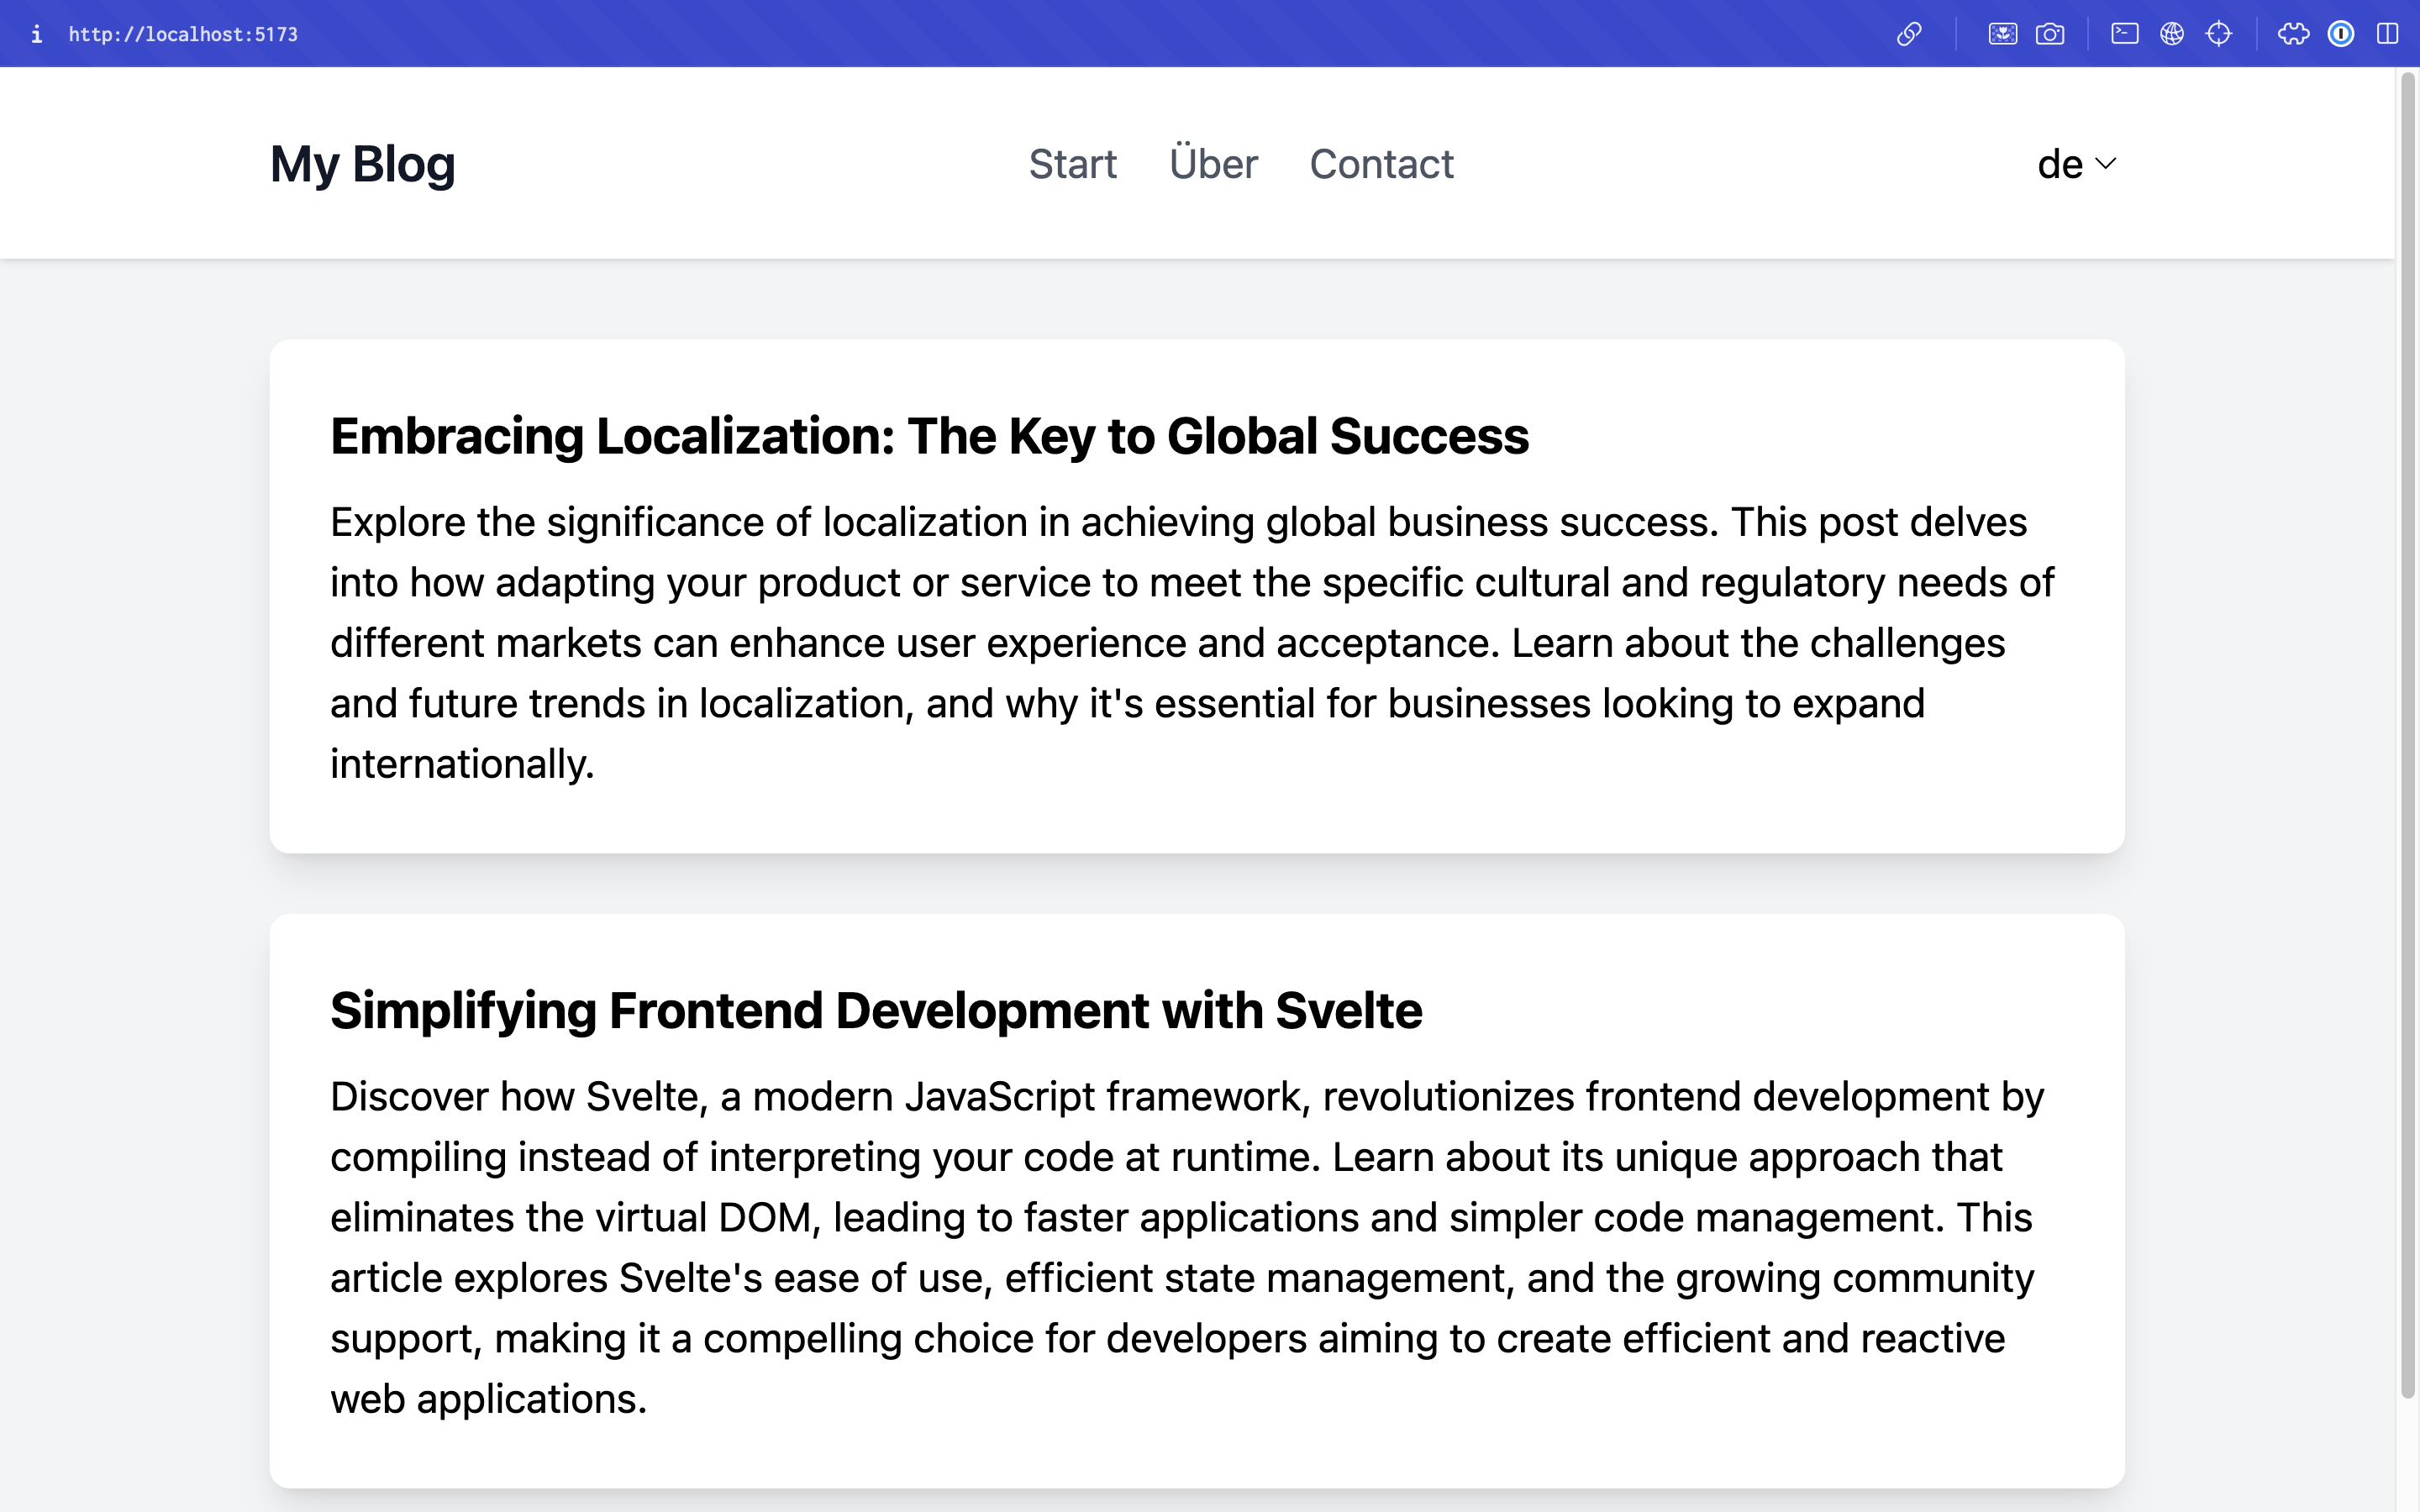 http://localhost:5173
My Blog
Start Über Contact
de
Embracing Localization: The Key to Global Success
Explore the significance of localization in achieving global business success. This post delves
into how adapting your product or service to meet the specific cultural and regulatory needs of
different markets can enhance user experience and acceptance. Learn about the challenges
and future trends in localization, and why it's essential for businesses looking to expand
internationally.
Simplifying Frontend Development with Svelte
Discover how Svelte, a modern JavaScript framework, revolutionizes frontend development by
compiling instead of interpreting your code at runtime. Learn about its unique approach that
eliminates the virtual DOM, leading to faster applications and simpler code management. This
article explores Svelte's ease of use, efficient state management, and the growing community
support, making it a compelling choice for developers aiming to create efficient and reactive
web applications.